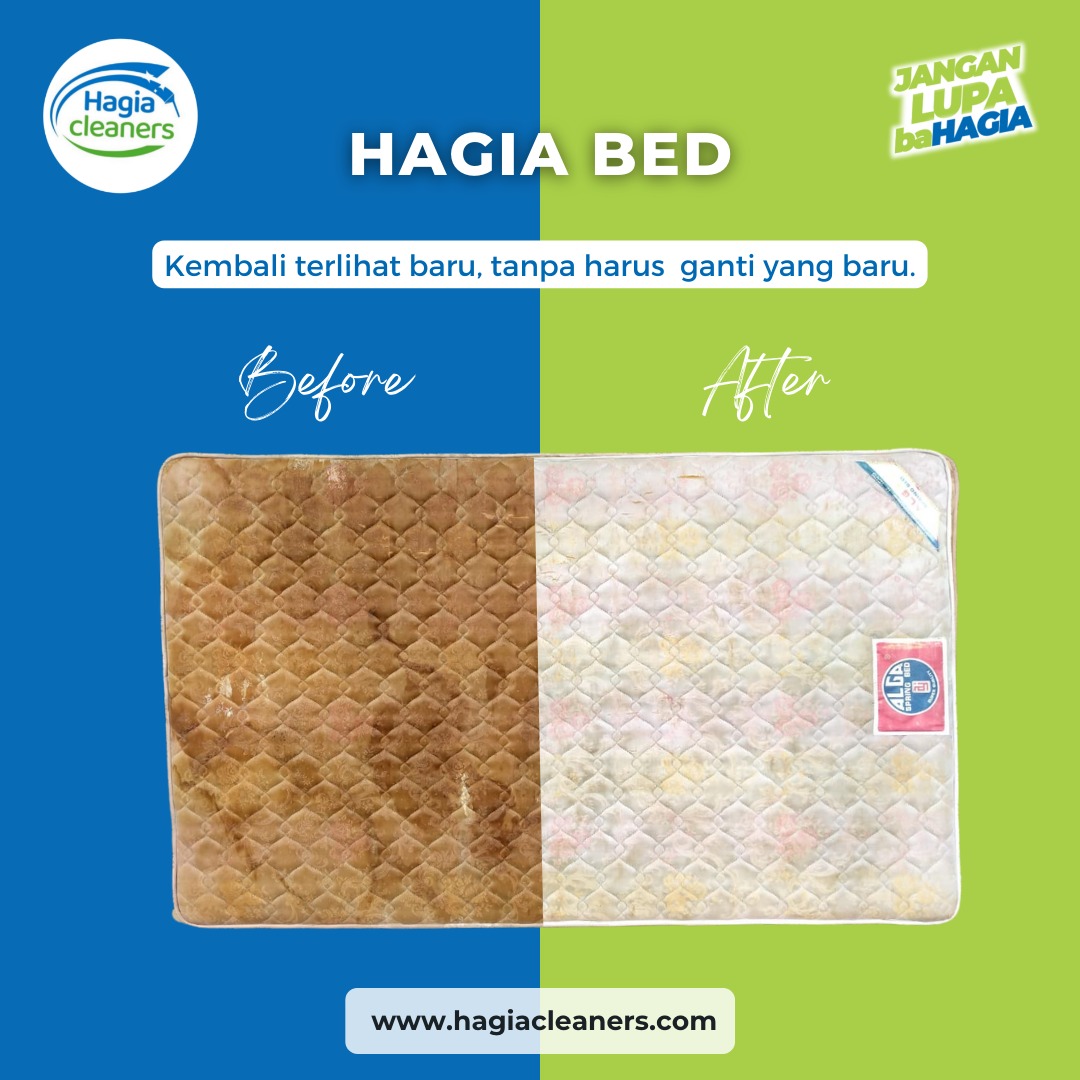 Hagia
cleaners
JANGAN
LUPA
baHAGIA
HAGIA BED
Kembali terlihat baru, tanpa harus  ganti yang baru.
Before
After
ALGA
SPRING BED
www.hagiacleaners.com